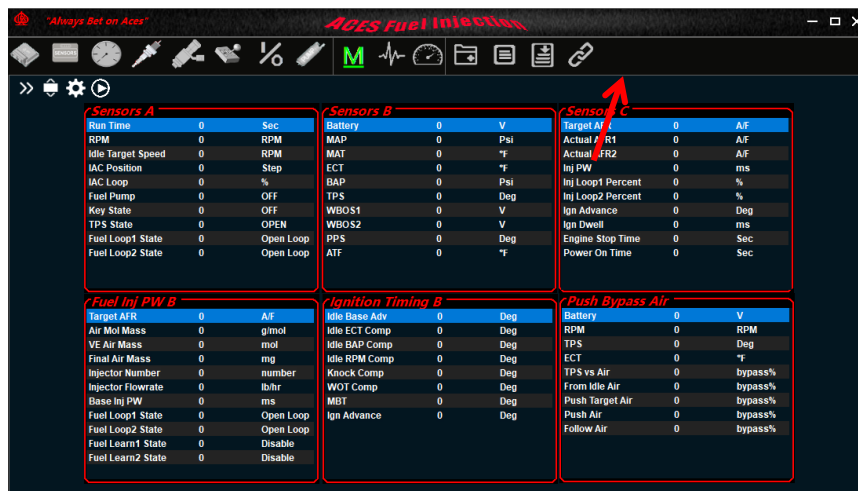 "Always Bet on Aces"
ACES Fuel Injection
SENSORS
M
Sensors A
Run Time 0 Sec
RPM 0 RPM
Idle Target Speed 0 RPM
IAC Position 0 Step
IAC Loop 0 %
Fuel Pump 0 OFF
Key State 0 OFF
TPS State 0 OPEN
Fuel Loop1 State 0 Open Loop
Fuel Loop2 State 0 Open Loop
Sensors B
Battery 0 V
MAP 0 Psi
MAT 0 °F
ECT 0 °F
BAP 0 Psi
TPS 0 Deg
WBOS1 0 V
WBOS2 0 V
PPS 0 Deg
ATF 0 °F
Sensors C
Target AFR 0 A/F
Actual AFR1 0 A/F
Actual AFR2 0 A/F
Inj PW 0 ms
Inj Loop1 Percent 0 %
Inj Loop2 Percent 0 %
Ign Advance 0 Deg
Ign Dwell 0 ms
Engine Stop Time 0 Sec
Power On Time 0 Sec
Fuel Inj PW B
Target AFR 0 A/F
Air Mol Mass 0 g/mol
VE Air Mass 0 mol
Final Air Mass 0 mg
Injector Number 0 number
Injector Flowrate 0 lb/hr
Base Inj PW 0 ms
Fuel Loop1 State 0 Open Loop
Fuel Loop2 State 0 Open Loop
Fuel Learn1 State 0 Disable
Fuel Learn2 State 0 Disable
Ignition Timing B
Idle Base Adv 0 Deg
Idle ECT Comp 0 Deg
Idle BAP Comp 0 Deg
Idle RPM Comp 0 Deg
Knock Comp 0 Deg
WOT Comp 0 Deg
MBT 0 Deg
Ign Advance 0 Deg
Push Bypass Air
Battery 0 V
RPM 0 RPM
TPS 0 Deg
ECT 0 °F
TPS vs Air 0 bypass%
From Idle Air 0 bypass%
Push Target Air 0 bypass%
Push Air 0 bypass%
Follow Air 0 bypass%